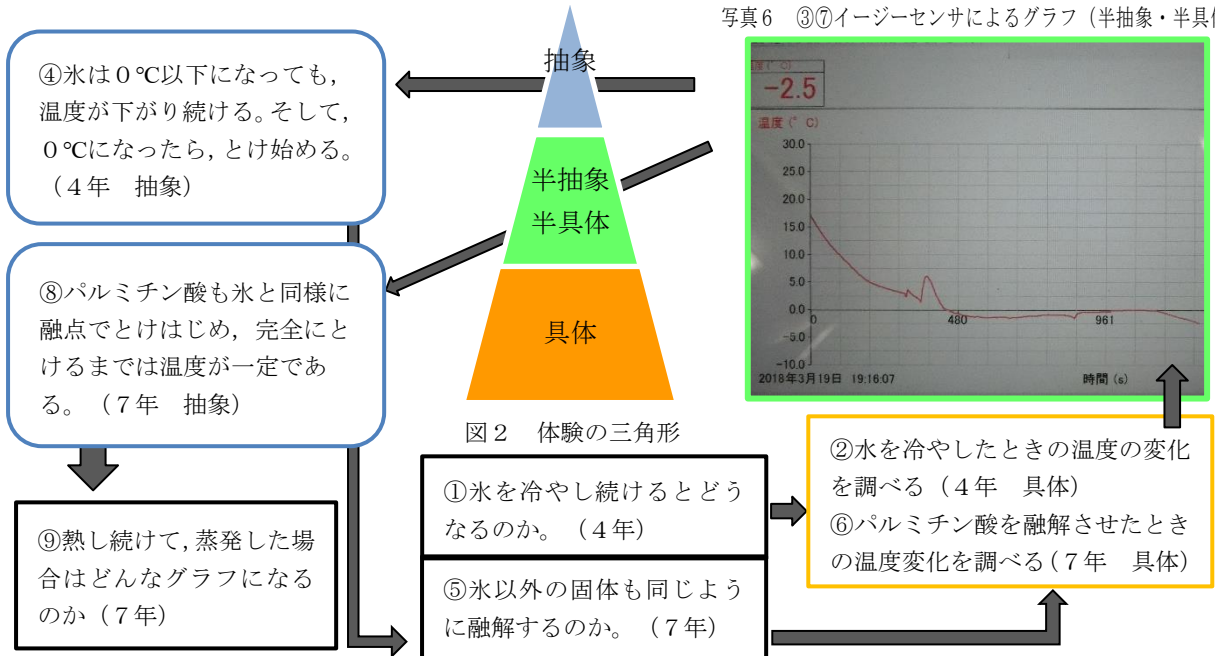 写真6 ③⑦イージーセンサによるグラフ（半抽象・半具
④氷は０℃以下になっても，
温度が下がり続ける。そして，
０℃になったら，とけ始める。
（４年 抽象）
抽象
半抽象
半具体
具体
図２ 体験の三角形
-2.5
温度(°C)
30.0
25.0
20.0
15.0
10.0
5.0
0.0
-5.0
-10.0
0
480
961
2018年3月19日 19:16:07
時間(s)
⑧パルミチン酸も氷と同様に
融点でとけはじめ，完全にと
けるまでは温度が一定であ
る。（７年 抽象）
①氷を冷やし続けるとどう
なるのか。（４年）
②水を冷やしたときの温度の変化
を調べる（４年 具体）
⑥パルミチン酸を融解させたとき
の温度変化を調べる（７年 具体）
⑤氷以外の固体も同じよう
に融解するのか。（７年）
⑨熱し続けて，蒸発した場
合はどんなグラフになる
のか（７年）